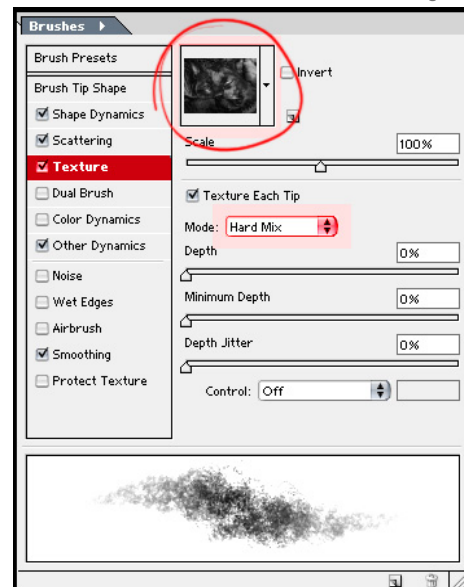 Brushes
Brush Presets
Brush Tip Shape
Shape Dynamics
Scattering
Texture
Dual Brush
Color Dynamics
Other Dynamics
Noise
Wet Edges
Airbrush
Smoothing
Protect Texture
Invert
Scale 100%
Texture Each Tip
Mode: Hard Mix
Depth 0%
Minimum Depth 0%
Depth Jitter 0%
Control: Off